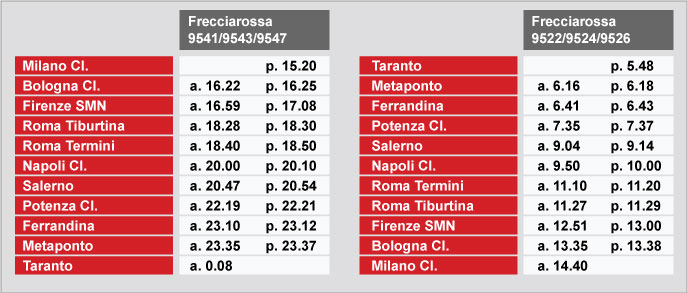 Frecciarossa
9541/9543/9547
Milano Cl. p. 15.20
Bologna Cl. a. 16.22 p. 16.25
Firenze SMN a. 16.59 p. 17.08
Roma Tiburtina a. 18.28 p. 18.30
Roma Termini a. 18.40 p. 18.50
Napoli Cl. a. 20.00 p. 20.10
Salerno a. 20.47 p. 20.54
Potenza Cl. a. 22.19 p. 22.21
Ferrandina a. 23.10 p. 23.12
Metaponto a. 23.35 p. 23.37
Taranto a. 0.08
Frecciarossa
9522/9524/9526
Taranto p. 5.48
Metaponto a. 6.16 p. 6.18
Ferrandina a. 6.41 p. 6.43
Potenza Cl. a. 7.35 p. 7.37
Salerno a. 9.04 p. 9.14
Napoli Cl. a. 9.50 p. 10.00
Roma Termini a. 11.10 p. 11.20
Roma Tiburtina a. 11.27 p. 11.29
Firenze SMN a. 12.51 p. 13.00
Bologna Cl. a. 13.35 p. 13.38
Milano Cl. a. 14.40